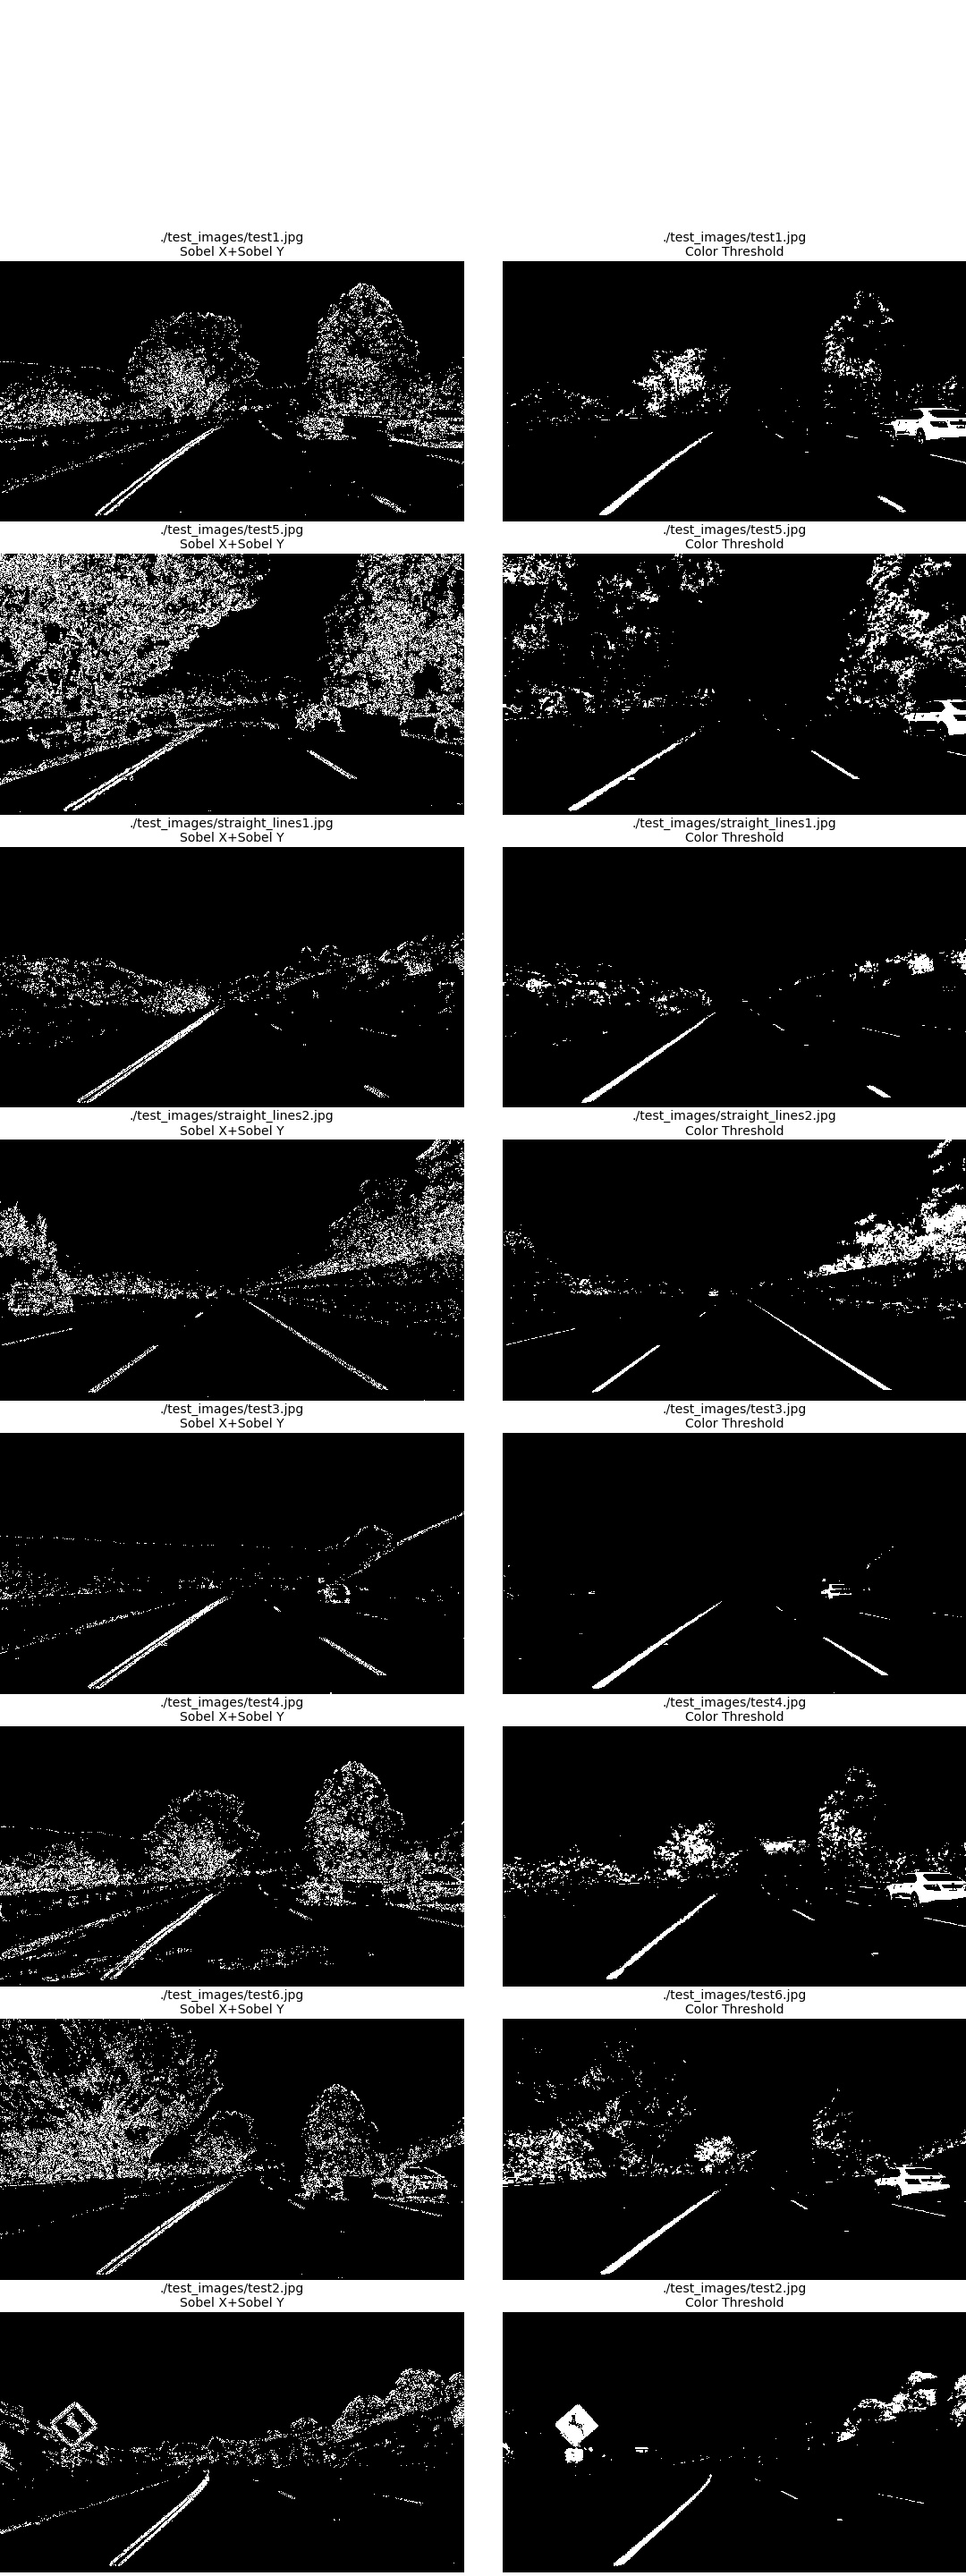 ./test_images/test1.jpg
Sobel X+Sobel Y
./test_images/test1.jpg
Color Threshold
./test_images/test5.jpg
Sobel X+Sobel Y
./test_images/test5.jpg
Color Threshold
./test_images/straight_lines1.jpg
Sobel X+Sobel Y
./test_images/straight_lines1.jpg
Color Threshold
./test_images/straight_lines2.jpg
Sobel X+Sobel Y
./test_images/straight_lines2.jpg
Color Threshold
./test_images/test3.jpg
Sobel X+Sobel Y
./test_images/test3.jpg
Color Threshold
./test_images/test4.jpg
Sobel X+Sobel Y
./test_images/test4.jpg
Color Threshold
./test_images/test6.jpg
Sobel X+Sobel Y
./test_images/test6.jpg
Color Threshold
./test_images/test2.jpg
Sobel X+Sobel Y
./test_images/test2.jpg
Color Threshold